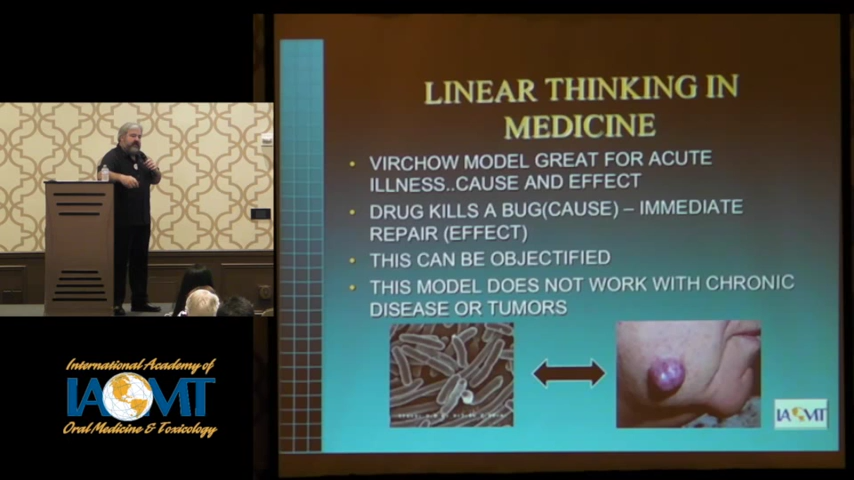 LINEAR THINKING IN
MEDICINE
• VIRCHOW MODEL GREAT FOR ACUTE
ILLNESS..CAUSE AND EFFECT
• DRUG KILLS A BUG(CAUSE) – IMMEDIATE
REPAIR (EFFECT)
• THIS CAN BE OBJECTIFIED
• THIS MODEL DOES NOT WORK WITH CHRONIC
DISEASE OR TUMORS
IAOMT
International Academy of
IAOMT
Oral Medicine & Toxicology